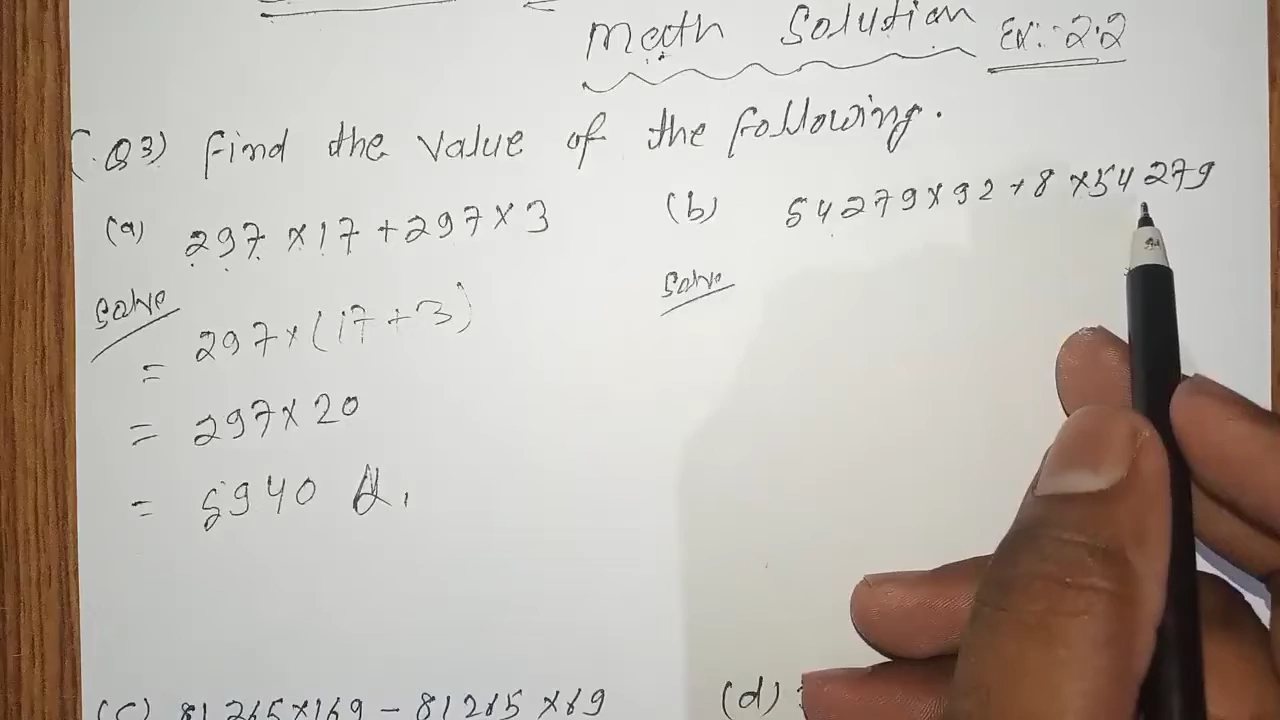 Math Solution Ex:-2.2
(Q3) Find the value of the following.
(a) 297 × 17 + 297 × 3
(b) 54279 × 92 + 8 × 54279
Solve
= 297 × (17 + 3)
= 297 × 20
= 5940
Solve
(c) 81265 × 169 - 81265 × 69
(d)